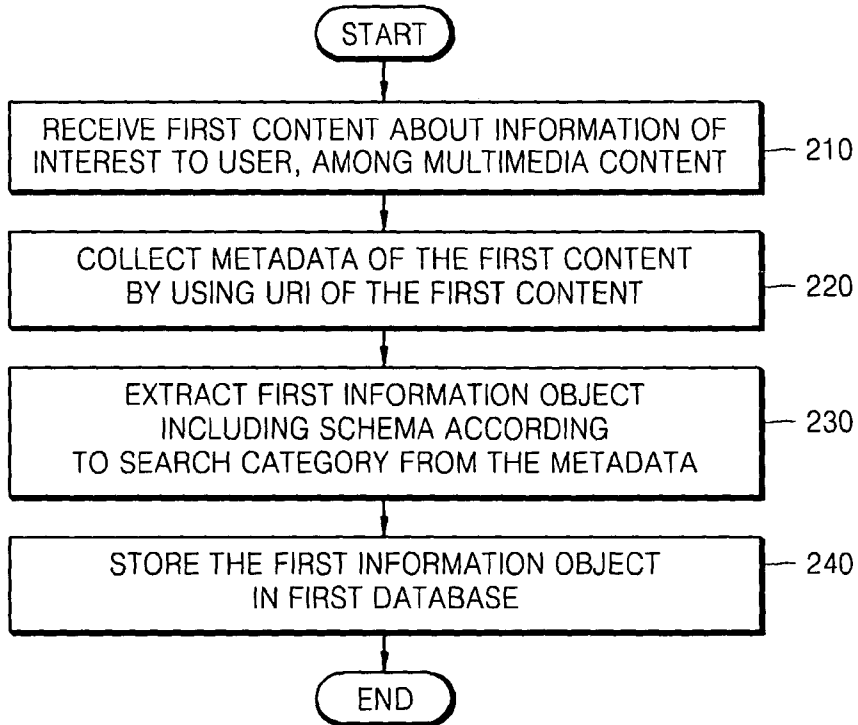 START
RECEIVE FIRST CONTENT ABOUT INFORMATION OF
INTEREST TO USER, AMONG MULTIMEDIA CONTENT
210
COLLECT METADATA OF THE FIRST CONTENT
BY USING URI OF THE FIRST CONTENT
220
EXTRACT FIRST INFORMATION OBJECT
INCLUDING SCHEMA ACCORDING
TO SEARCH CATEGORY FROM THE METADATA
230
STORE THE FIRST INFORMATION OBJECT
IN FIRST DATABASE
240
END